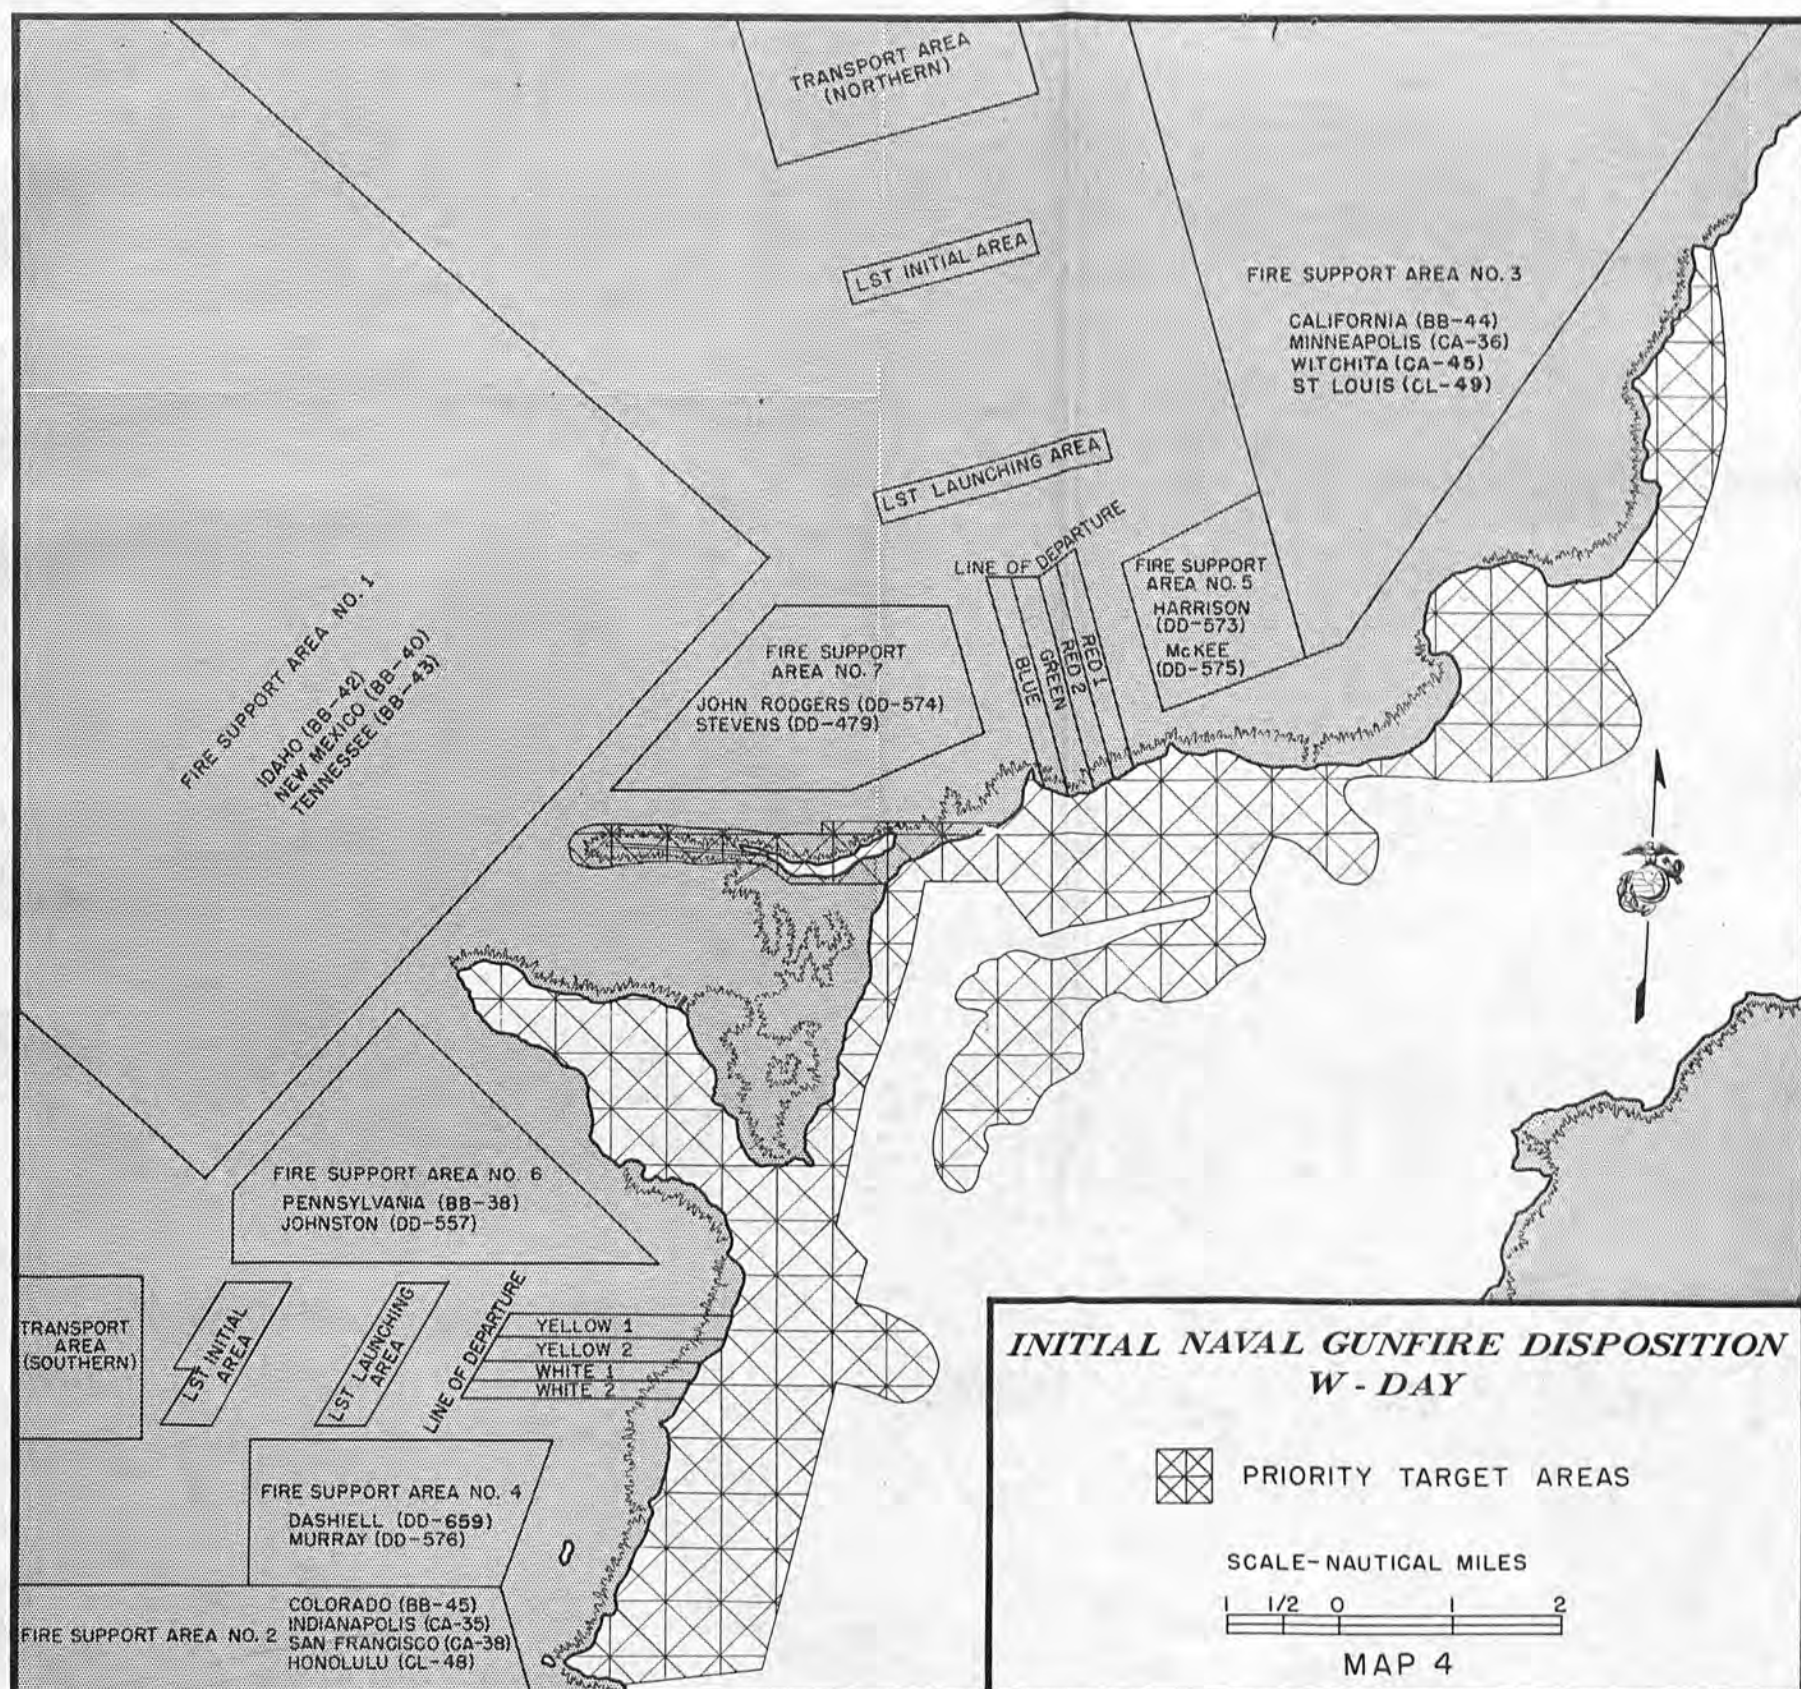 TRANSPORT AREA
(NORTHERN)
LST INITIAL AREA
FIRE SUPPORT AREA NO. 3
CALIFORNIA (BB-44)
MINNEAPOLIS (CA-36)
WITCHITA (CA-45)
ST LOUIS (CL-49)
LST LAUNCHING AREA
LINE OF DEPARTURE
BLUE
GREEN
RED 2
RED 1
FIRE SUPPORT
AREA NO. 5
HARRISON
(DD-573)
McKEE
(DD-575)
FIRE SUPPORT
AREA NO. 7
JOHN RODGERS (DD-574)
STEVENS (DD-479)
FIRE SUPPORT AREA NO. 1
IDAHO (BB-42)
NEW MEXICO (BB-40)
TENNESSEE (BB-43)
FIRE SUPPORT AREA NO. 6
PENNSYLVANIA (BB-38)
JOHNSTON (DD-557)
TRANSPORT
AREA
(SOUTHERN)
LST INITIAL
AREA
LST LAUNCHING
AREA
LINE OF DEPARTURE
YELLOW 1
YELLOW 2
WHITE 1
WHITE 2
FIRE SUPPORT AREA NO. 4
DASHIELL (DD-659)
MURRAY (DD-576)
FIRE SUPPORT AREA NO. 2
COLORADO (BB-45)
INDIANAPOLIS (CA-35)
SAN FRANCISCO (CA-38)
HONOLULU (CL-48)
INITIAL NAVAL GUNFIRE DISPOSITION
W-DAY
PRIORITY TARGET AREAS
SCALE-NAUTICAL MILES
1 1/2 0 1 2
MAP 4